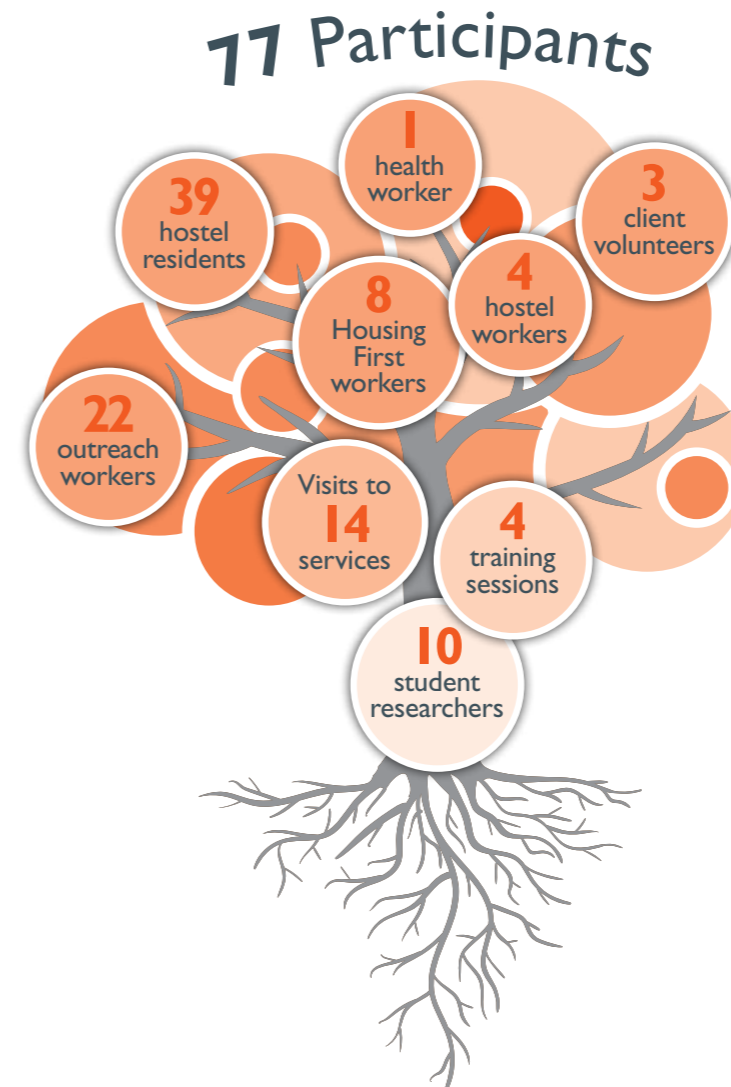 77 Participants
1
health
worker
39
hostel
residents
3
client
volunteers
8
Housing
First
workers
4
hostel
workers
22
outreach
workers
Visits to
14
services
4
training
sessions
10
student
researchers